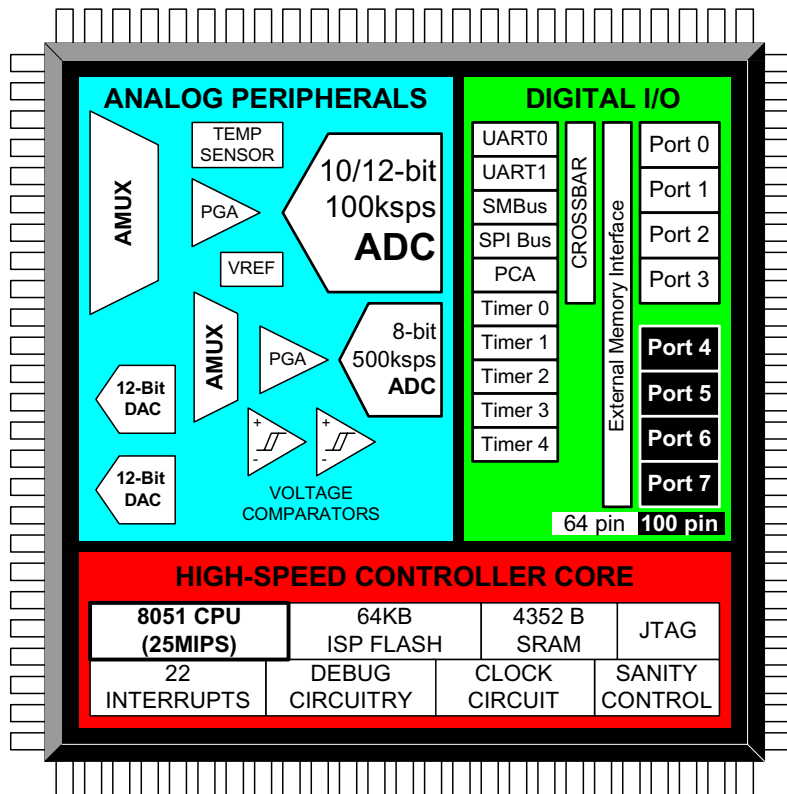 ANALOG PERIPHERALS
AMUX
TEMP
SENSOR
PGA
VREF
10/12-bit
100ksps
ADC
AMUX
PGA
8-bit
500ksps
ADC
12-Bit
DAC
12-Bit
DAC
+
-
+
-
VOLTAGE
COMPARATORS
DIGITAL I/O
UART0
UART1
SMBus
SPI Bus
PCA
Timer 0
Timer 1
Timer 2
Timer 3
Timer 4
CROSSBAR
External Memory Interface
Port 0
Port 1
Port 2
Port 3
Port 4
Port 5
Port 6
Port 7
64 pin 100 pin
HIGH-SPEED CONTROLLER CORE
8051 CPU
(25MIPS)
64KB
ISP FLASH
4352 B
SRAM
JTAG
22
INTERRUPTS
DEBUG
CIRCUITRY
CLOCK
CIRCUIT
SANITY
CONTROL